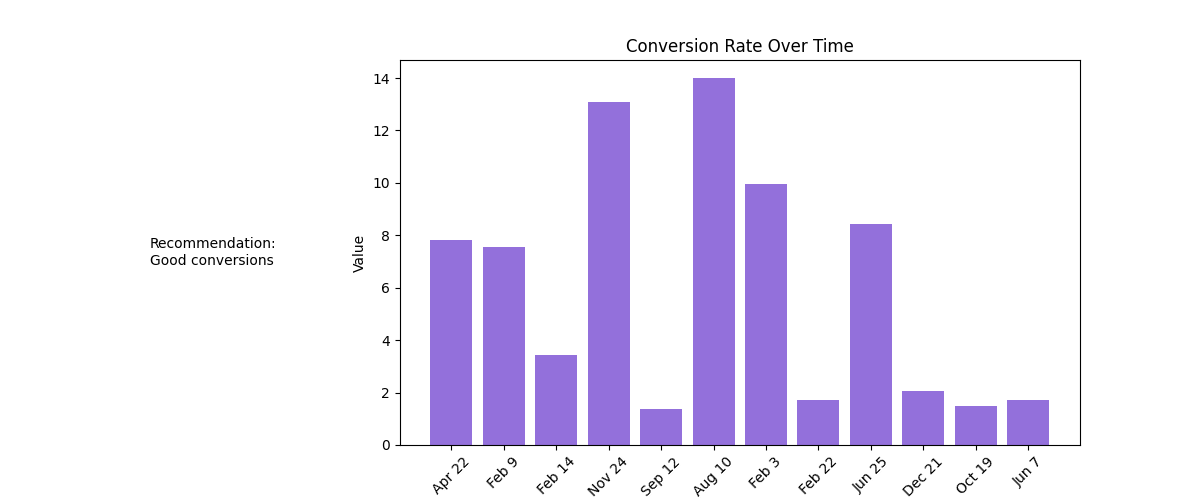 Conversion Rate Over Time
Recommendation:
Good conversions
Value
14
12
10
8
6
4
2
0
Apr 22
Feb 9
Feb 14
Nov 24
Sep 12
Aug 10
Feb 3
Feb 22
Jun 25
Dec 21
Oct 19
Jun 7